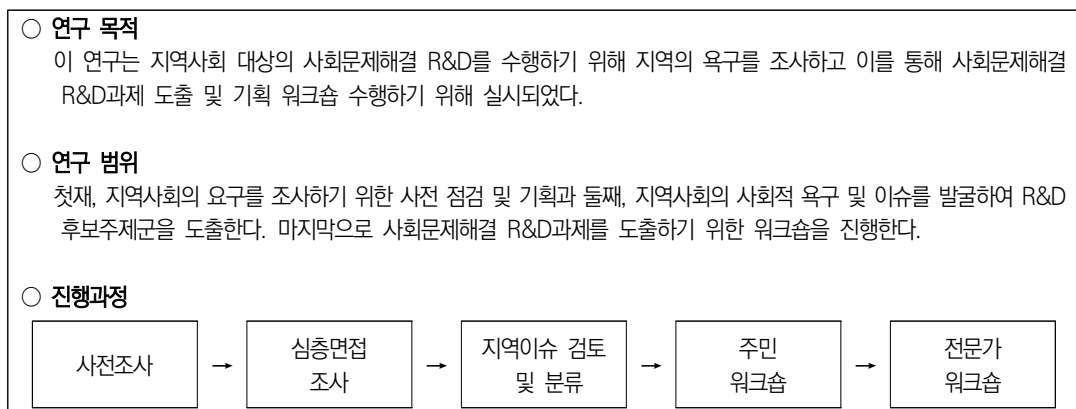 ○ 연구 목적
이 연구는 지역사회 대상의 사회문제해결 R&D를 수행하기 위해 지역의 욕구를 조사하고 이를 통해 사회문제해결
R&D과제 도출 및 기획 워크숍 수행하기 위해 실시되었다.
○ 연구 범위
첫재, 지역사회의 요구를 조사하기 위한 사전 점검 및 기획과 둘째, 지역사회의 사회적 욕구 및 이슈를 발굴하여 R&D
후보주제군을 도출한다. 마지막으로 사회문제해결 R&D과제를 도출하기 위한 워크숍을 진행한다.
○ 진행과정
사전조사 → 심층면접 조사 → 지역이슈 검토 및 분류 → 주민 워크숍 → 전문가 워크숍